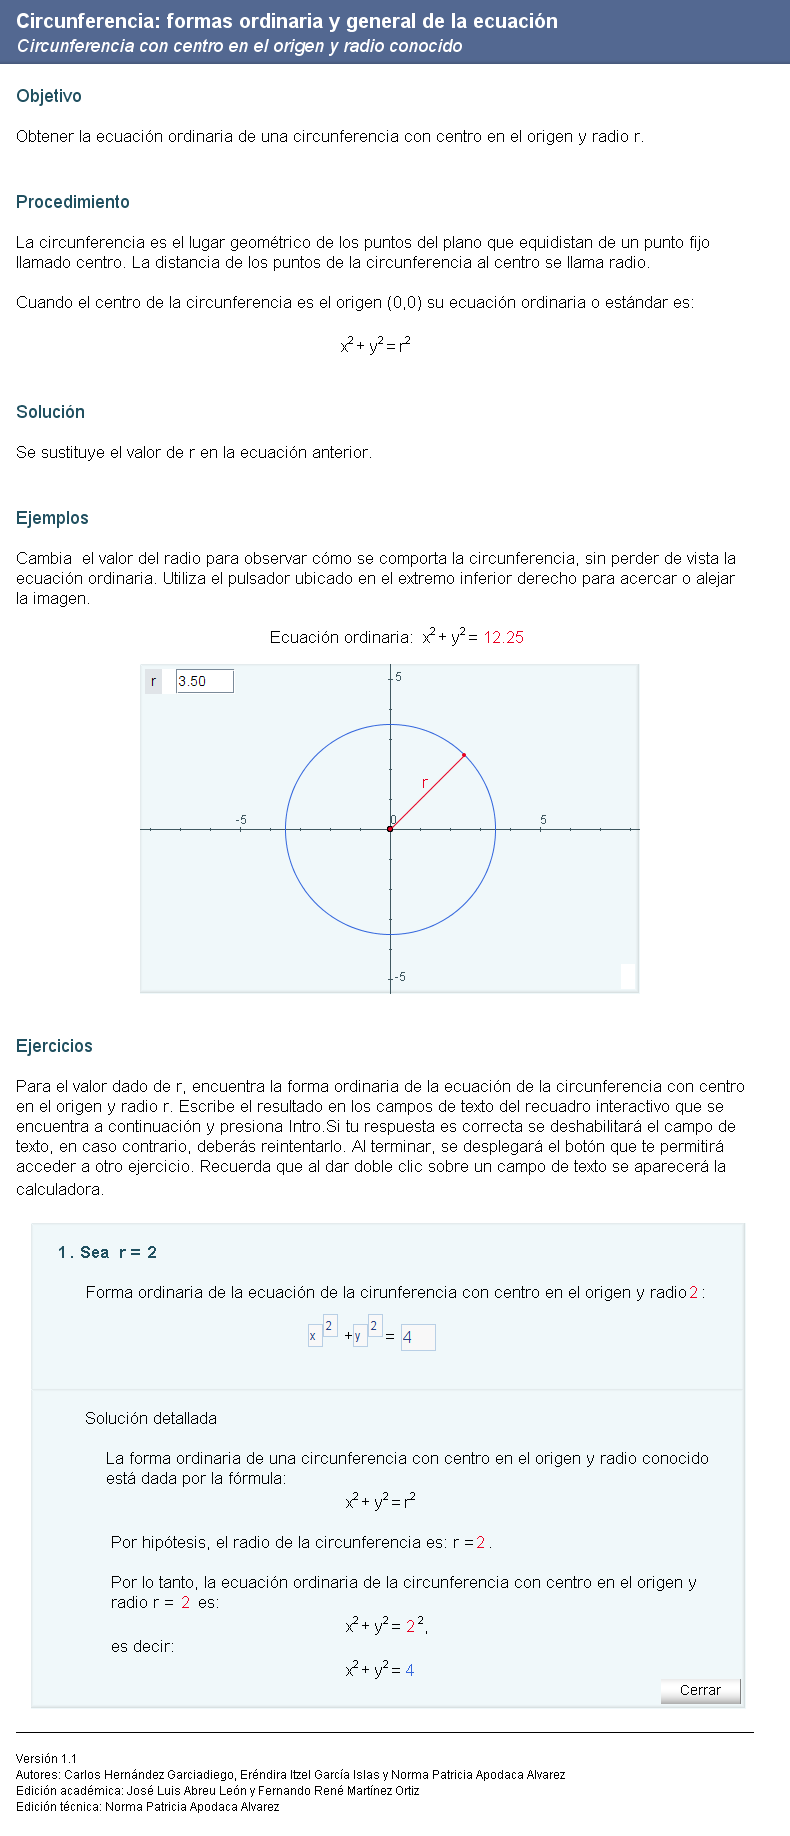 Circunferencia: formas ordinaria y general de la ecuación
Circunferencia con centro en el origen y radio conocido
Objetivo
Obtener la ecuación ordinaria de una circunferencia con centro en el origen y radio r.
Procedimiento
La circunferencia es el lugar geométrico de los puntos del plano que equidistan de un punto fijo
llamado centro. La distancia de los puntos de la circunferencia al centro se llama radio.
Cuando el centro de la circunferencia es el origen (0,0) su ecuación ordinaria o estándar es:
x²+ y²=r²
Solución
Se sustituye el valor de r en la ecuación anterior.
Ejemplos
Cambia  el valor del radio para observar cómo se comporta la circunferencia, sin perder de vista la
ecuación ordinaria. Utiliza el pulsador ubicado en el extremo inferior derecho para acercar o alejar
la imagen.
Ecuación ordinaria:  x²+ y²= 12.25
r 3.50
5
r
-5 0 5
-5
Ejercicios
Para el valor dado de r, encuentra la forma ordinaria de la ecuación de la circunferencia con centro
en el origen y radio r. Escribe el resultado en los campos de texto del recuadro interactivo que se
encuentra a continuación y presiona Intro.Si tu respuesta es correcta se deshabilitará el campo de
texto, en caso contrario, deberás reintentarlo. Al terminar, se desplegará el botón que te permitirá
acceder a otro ejercicio. Recuerda que al dar doble clic sobre un campo de texto se aparecerá la
calculadora.
1. Sea  r = 2
Forma ordinaria de la ecuación de la cirunferencia con centro en el origen y radio 2 :
x² + y² = 4
Solución detallada
La forma ordinaria de una circunferencia con centro en el origen y radio conocido
está dada por la fórmula:
x²+ y²=r²
Por hipótesis, el radio de la circunferencia es: r =2 .
Por lo tanto, la ecuación ordinaria de la circunferencia con centro en el origen y
radio r =  2  es:
x²+ y²= 2²,
es decir:
x²+ y²= 4
Cerrar
Versión 1.1
Autores: Carlos Hernández Garciadiego, Eréndira Itzel García Islas y Norma Patricia Apodaca Alvarez
Edición académica: José Luis Abreu León y Fernando René Martínez Ortiz
Edición técnica: Norma Patricia Apodaca Alvarez